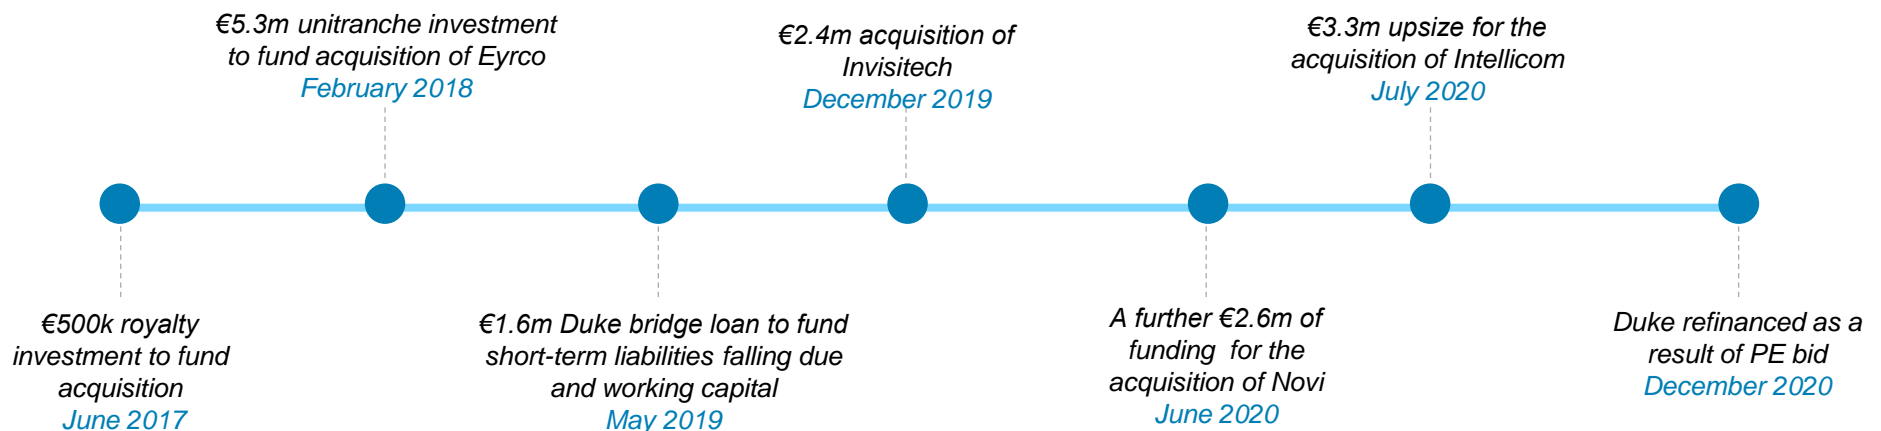 €5.3m unitranche investment
to fund acquisition of Eyrco
February 2018
€2.4m acquisition of
Invisitech
December 2019
€3.3m upsize for the
acquisition of Intellicom
July 2020
€500k royalty
investment to fund
acquisition
June 2017
€1.6m Duke bridge loan to fund
short-term liabilities falling due
and working capital
May 2019
A further €2.6m of
funding for the
acquisition of Novi
June 2020
Duke refinanced as a
result of PE bid
December 2020